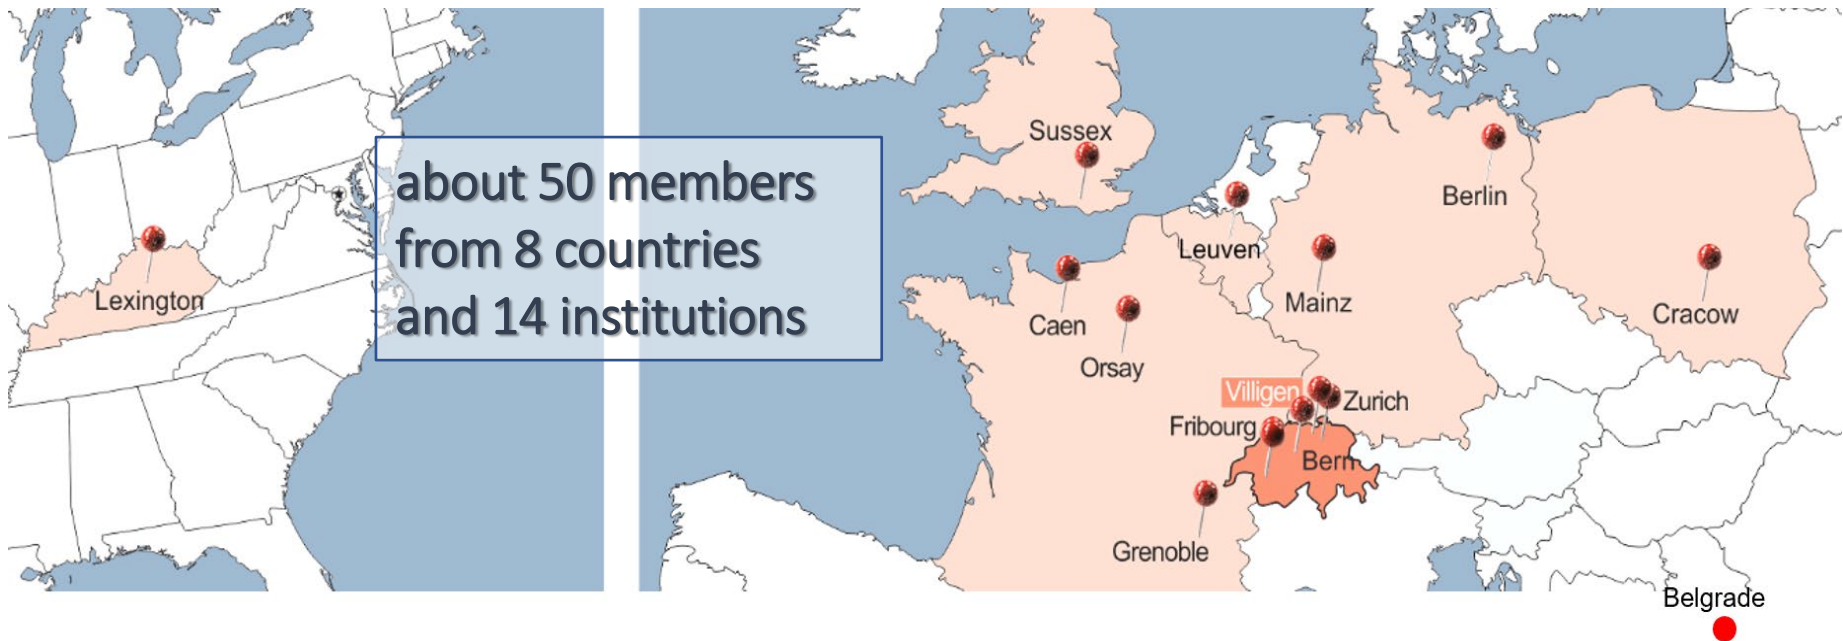 about 50 members
from 8 countries
and 14 institutions
Lexington
Sussex
Berlin
Leuven
Mainz
Cracow
Caen
Orsay
Villigen
Zurich
Fribourg
Bern
Grenoble
Belgrade